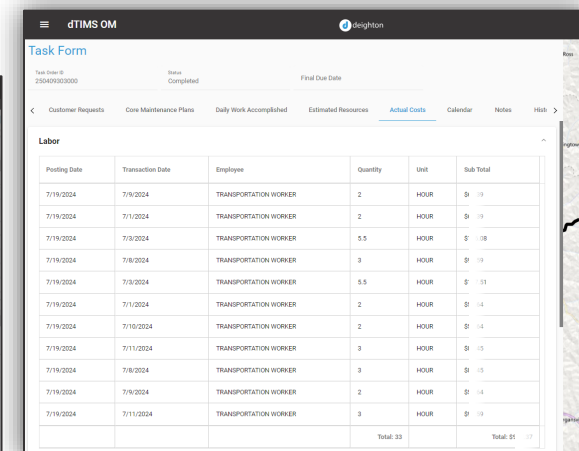 dTIMS OM
deighton
Task Form
Task Order ID
Status
Final Due Date
250409303000
Completed
Customer Requests Core Maintenance Plans Daily Work Accomplished Estimated Resources Actual Costs Calendar Notes
Labor
Posting Date Transaction Date Employee Quantity Unit Sub Total
7/19/2024 7/9/2024 TRANSPORTATION WORKER 2 HOUR
7/19/2024 7/1/2024 TRANSPORTATION WORKER 2 HOUR
7/19/2024 7/3/2024 TRANSPORTATION WORKER 5.5 HOUR
7/19/2024 7/8/2024 TRANSPORTATION WORKER 3 HOUR
7/19/2024 7/3/2024 TRANSPORTATION WORKER 5.5 HOUR
7/19/2024 7/1/2024 TRANSPORTATION WORKER 2 HOUR
7/19/2024 7/10/2024 TRANSPORTATION WORKER 2 HOUR
7/19/2024 7/11/2024 TRANSPORTATION WORKER 3 HOUR
7/19/2024 7/8/2024 TRANSPORTATION WORKER 3 HOUR
7/19/2024 7/9/2024 TRANSPORTATION WORKER 2 HOUR
7/19/2024 7/11/2024 TRANSPORTATION WORKER 3 HOUR
Total: 33 Total: